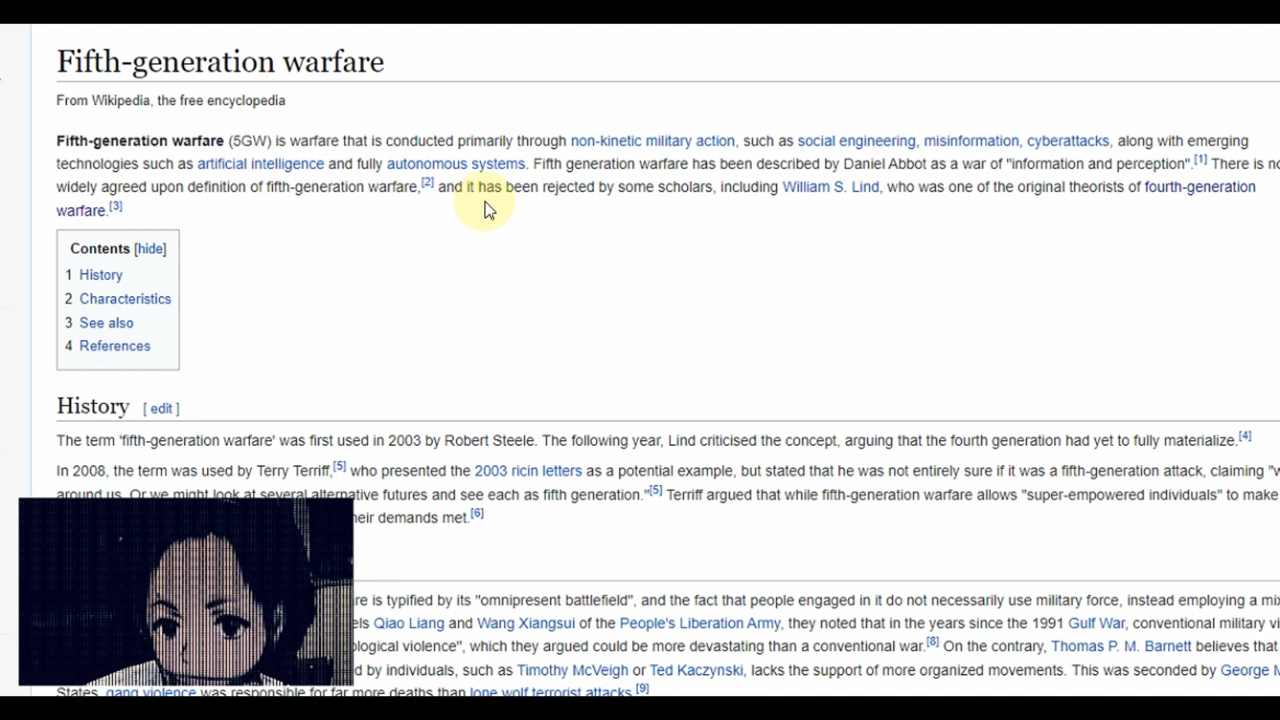 Fifth-generation warfare
From Wikipedia, the free encyclopedia
Fifth-generation warfare (5GW) is warfare that is conducted primarily through non-kinetic military action, such as social engineering, misinformation, cyberattacks, along with emerging
technologies such as artificial intelligence and fully autonomous systems. Fifth generation warfare has been described by Daniel Abbot as a war of "information and perception".[1] There is no
widely agreed upon definition of fifth-generation warfare,[2] and it has been rejected by some scholars, including William S. Lind, who was one of the original theorists of fourth-generation
warfare.[3]
Contents [hide]
1 History
2 Characteristics
3 See also
4 References
History [ edit ]
The term 'fifth-generation warfare' was first used in 2003 by Robert Steele. The following year, Lind criticised the concept, arguing that the fourth generation had yet to fully materialize.[4]
In 2008, the term was used by Terry Terriff,[5] who presented the 2003 ricin letters as a potential example, but stated that he was not entirely sure if it was a fifth-generation attack, claiming
around us. Or we might look at several alternative futures and see each as fifth generation."[5] Terriff argued that while fifth-generation warfare allows "super-empowered individuals" to make
their demands met.[6]
is typified by its "omnipresent battlefield", and the fact that people engaged in it do not necessarily use military force, instead employing a
Qiao Liang and Wang Xiangsui of the People's Liberation Army, they noted that in the years since the 1991 Gulf War, conventional military
violence", which they argued could be more devastating than a conventional war.[8] On the contrary, Thomas P. M. Barnett believes that
by individuals, such as Timothy McVeigh or Ted Kaczynski, lacks the support of more organized movements. This was seconded by George
States, gang violence was responsible for far more deaths than lone wolf terrorist attacks.[9]